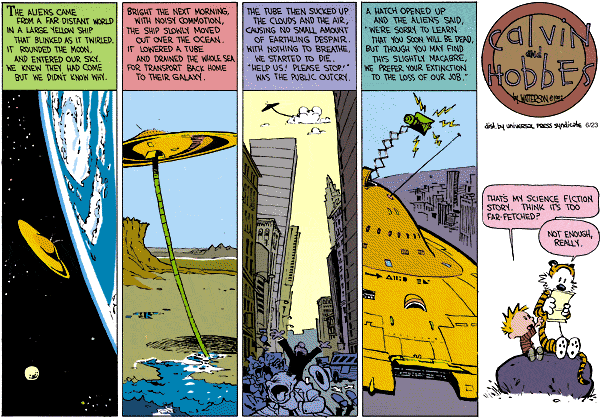 THE ALIENS CAME
FROM A FAR DISTANT WORLD
IN A LARGE YELLOW SHIP
THAT BLINKED AS IT TWIRLED.
IT ROUNDED THE MOON,
AND ENTERED OUR SKY.
WE KNEW THEY HAD COME
BUT WE DIDN'T KNOW WHY.
BRIGHT THE NEXT MORNING,
WITH NOISY COMMOTION,
THE SHIP SLOWLY MOVED
OUT OVER THE OCEAN.
IT LOWERED A TUBE
AND DRAINED THE WHOLE SEA
FOR TRANSPORT BACK HOME
TO THEIR GALAXY.
THE TUBE THEN SUCKED UP
THE CLOUDS AND THE AIR,
CAUSING NO SMALL AMOUNT
OF EARTHLING DESPAIR.
WITH NOTHING TO BREATHE,
WE STARTED TO DIE.
"HELP US! PLEASE STOP!"
WAS THE PUBLIC OUTCRY.
A HATCH OPENED UP
AND THE ALIENS SAID,
"WE'RE SORRY TO LEARN
THAT YOU SOON WILL BE DEAD,
BUT THOUGH YOU MAY FIND
THIS SLIGHTLY MACABRE,
WE PREFER YOUR EXTINCTION
TO THE LOSS OF OUR JOB."
calvin
and
HOBBES
by WATTERSON
dist. by universal press syndicate 6/23
THAT'S MY SCIENCE FICTION
STORY. THINK IT'S TOO
FAR-FETCHED?
NOT ENOUGH,
REALLY.